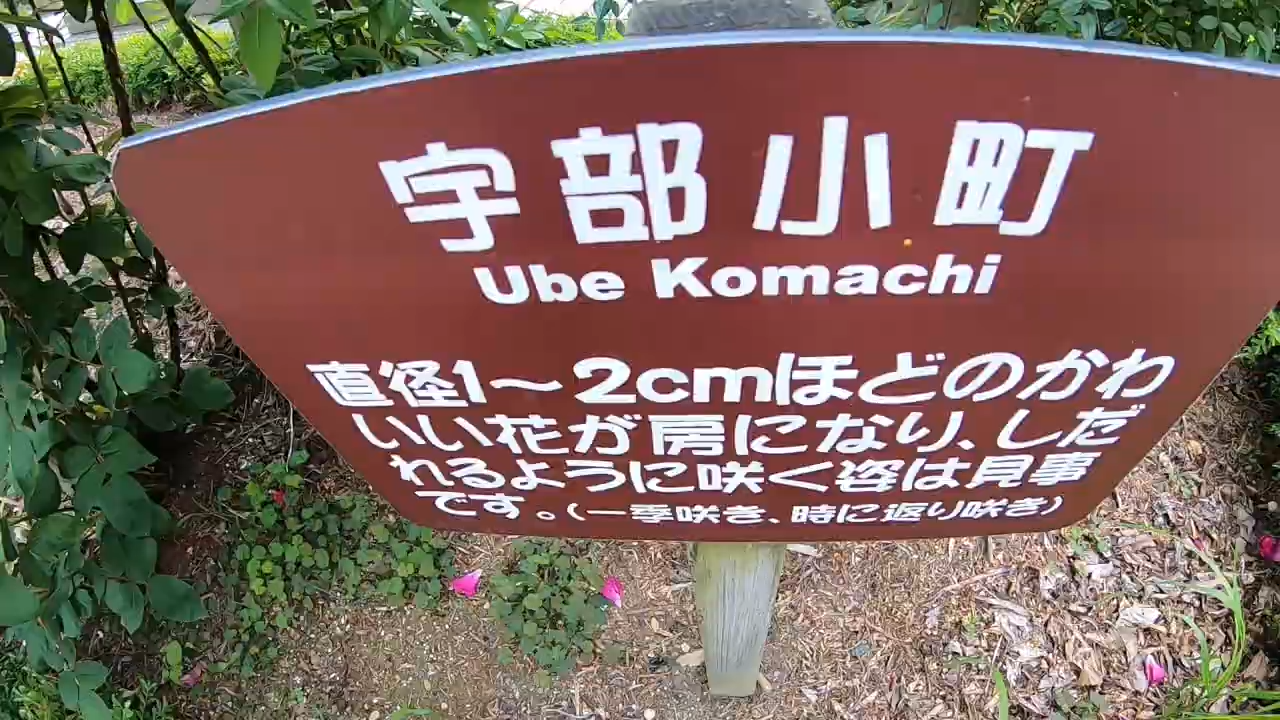 宇部小町
Ube Komachi
直径1～2cmほどのかわ
いい花が房になり、しだ
れるように咲く姿は見事
です。(一季咲き、時に返り咲き)